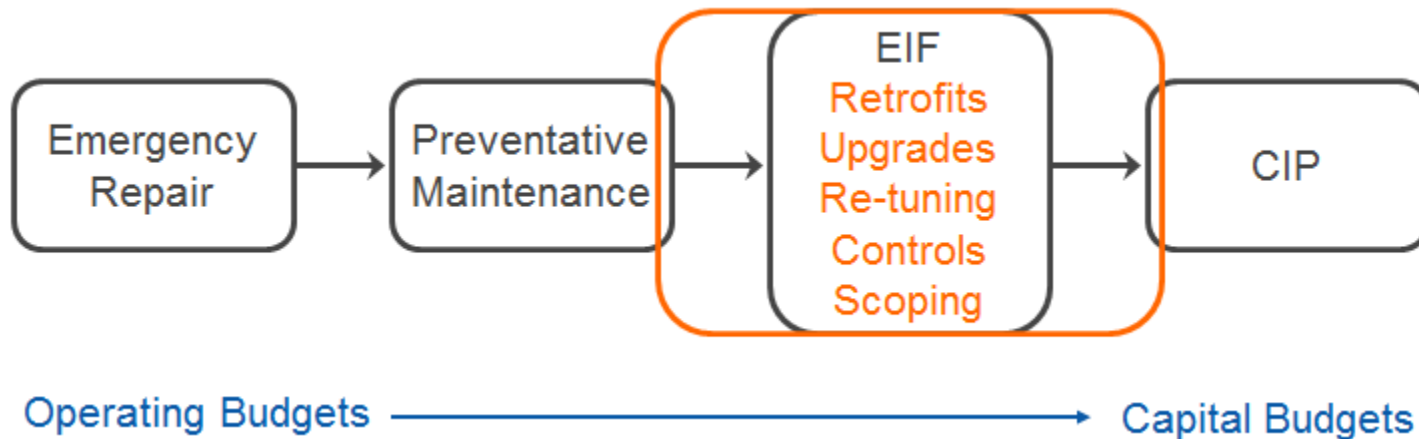 Emergency
Repair
Preventative
Maintenance
EIF
Retrofits
Upgrades
Re-tuning
Controls
Scoping
CIP
Operating Budgets
Capital Budgets